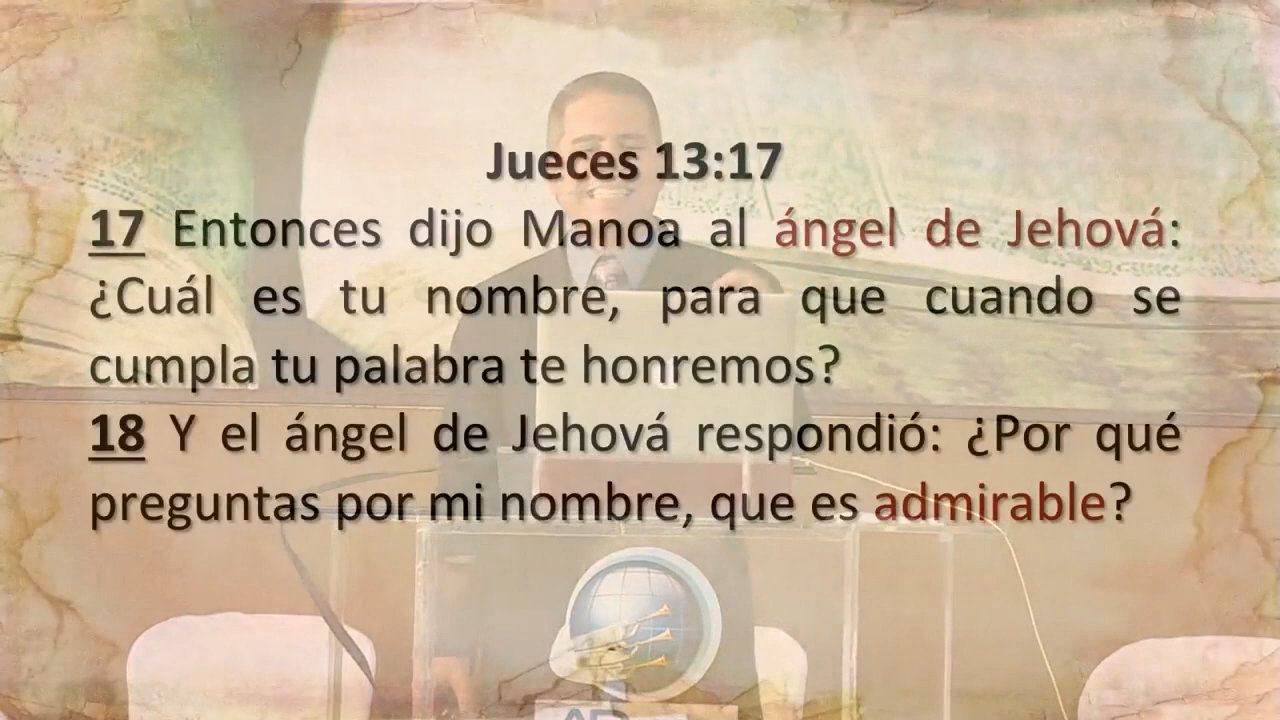 Jueces 13:17
17 Entonces dijo Manoa al ángel de Jehová:
¿Cuál es tu nombre, para que cuando se
cumpla tu palabra te honremos?
18 Y el ángel de Jehová respondió: ¿Por qué
preguntas por mi nombre, que es admirable?